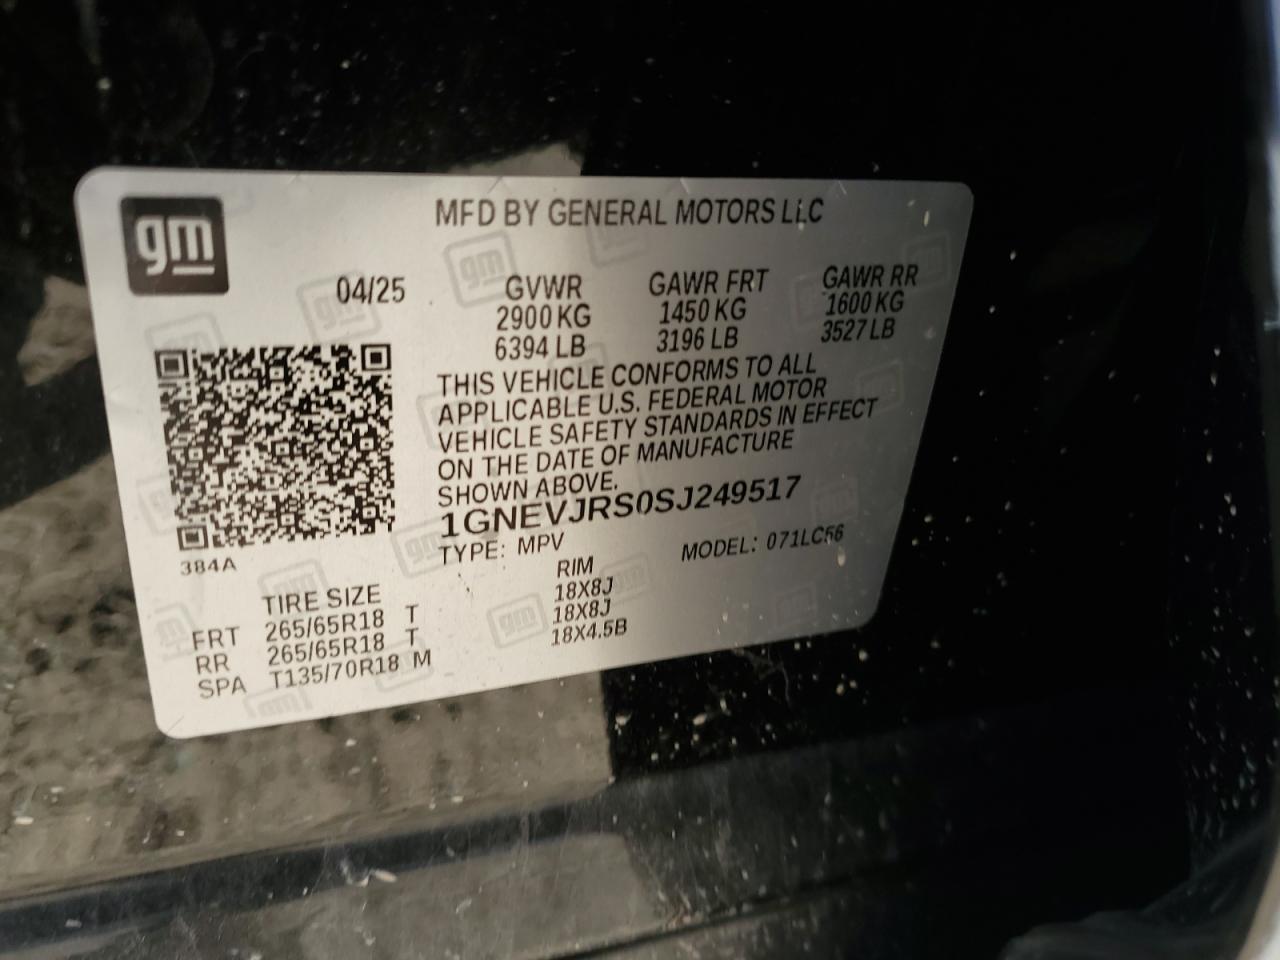 gm
MFD BY GENERAL MOTORS LLC
04/25
GVWR GAWR FRT GAWR RR
2900 KG 1450 KG 1600 KG
6394 LB 3196 LB 3527 LB
THIS VEHICLE CONFORMS TO ALL
APPLICABLE U.S. FEDERAL MOTOR
VEHICLE SAFETY STANDARDS IN EFFECT
ON THE DATE OF MANUFACTURE
SHOWN ABOVE.
1GNEVJRS0SJ249517
TYPE: MPV MODEL: 071LC56
384A
TIRE SIZE RIM
FRT 265/65R18 T 18X8J
RR 265/65R18 T 18X8J
SPA T135/70R18 M 18X4.5B